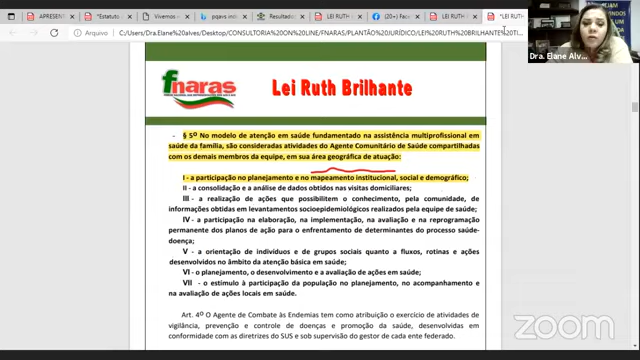 APRESENT
*Estatuto
Vivemos -
pqavs.indi
Resultado
LEI RUTH
(20+) Fac
LEI RUTH
*LEI RUTH
C:/Users/Dra.Elane%20alves/Desktop/CONSULTORIA%20ON%20LINE/FNARAS/PLANTÃO%20JURÍDICO/LEI%20RUTH%20BRILHANTE%20TI...
Dra. Elane Alv...
fnaras
Lei Ruth Brilhante
- § 5º No modelo de atenção em saúde fundamentado na assistência multiprofissional em
saúde da família, são consideradas atividades do Agente Comunitário de Saúde compartilhadas
com os demais membros da equipe, em sua área geográfica de atuação:
I - a participação no planejamento e no mapeamento institucional, social e demográfico;
II - a consolidação e a análise de dados obtidos nas visitas domiciliares;
III - a realização de ações que possibilitem o conhecimento, pela comunidade, de
informações obtidas em levantamentos socioepidemiológicos realizados pela equipe de saúde;
IV - a participação na elaboração, na implementação, na avaliação e na reprogramação
permanente dos planos de ação para o enfrentamento de determinantes do processo saúde-
doença;
V - a orientação de indivíduos e de grupos sociais quanto a fluxos, rotinas e ações
desenvolvidos no âmbito da atenção básica em saúde;
VI - o planejamento, o desenvolvimento e a avaliação de ações em saúde;
VII - o estímulo à participação da população no planejamento, no acompanhamento e
na avaliação de ações locais em saúde.
Art. 4º O Agente de Combate às Endemias tem como atribuição o exercício de atividades de
vigilância, prevenção e controle de doenças e promoção da saúde, desenvolvidas em
conformidade com as diretrizes do SUS e sob supervisão do gestor de cada ente federado.
STREAMYARD